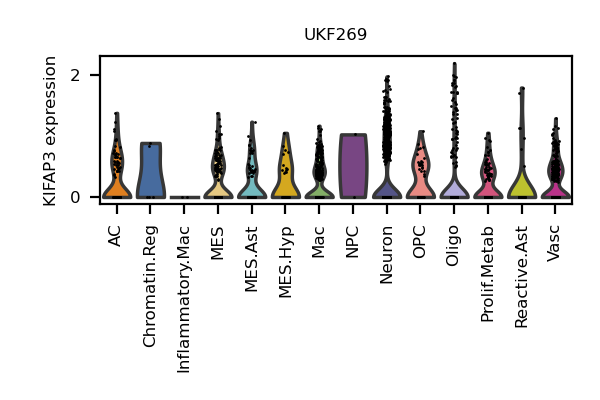 UKF269
KIFAP3 expression
2
0
AC
Chromatin.Reg
Inflammatory.Mac
MES
MES.Ast
MES.Hyp
Mac
NPC
Neuron
OPC
Oligo
Prolif.Metab
Reactive.Ast
Vasc